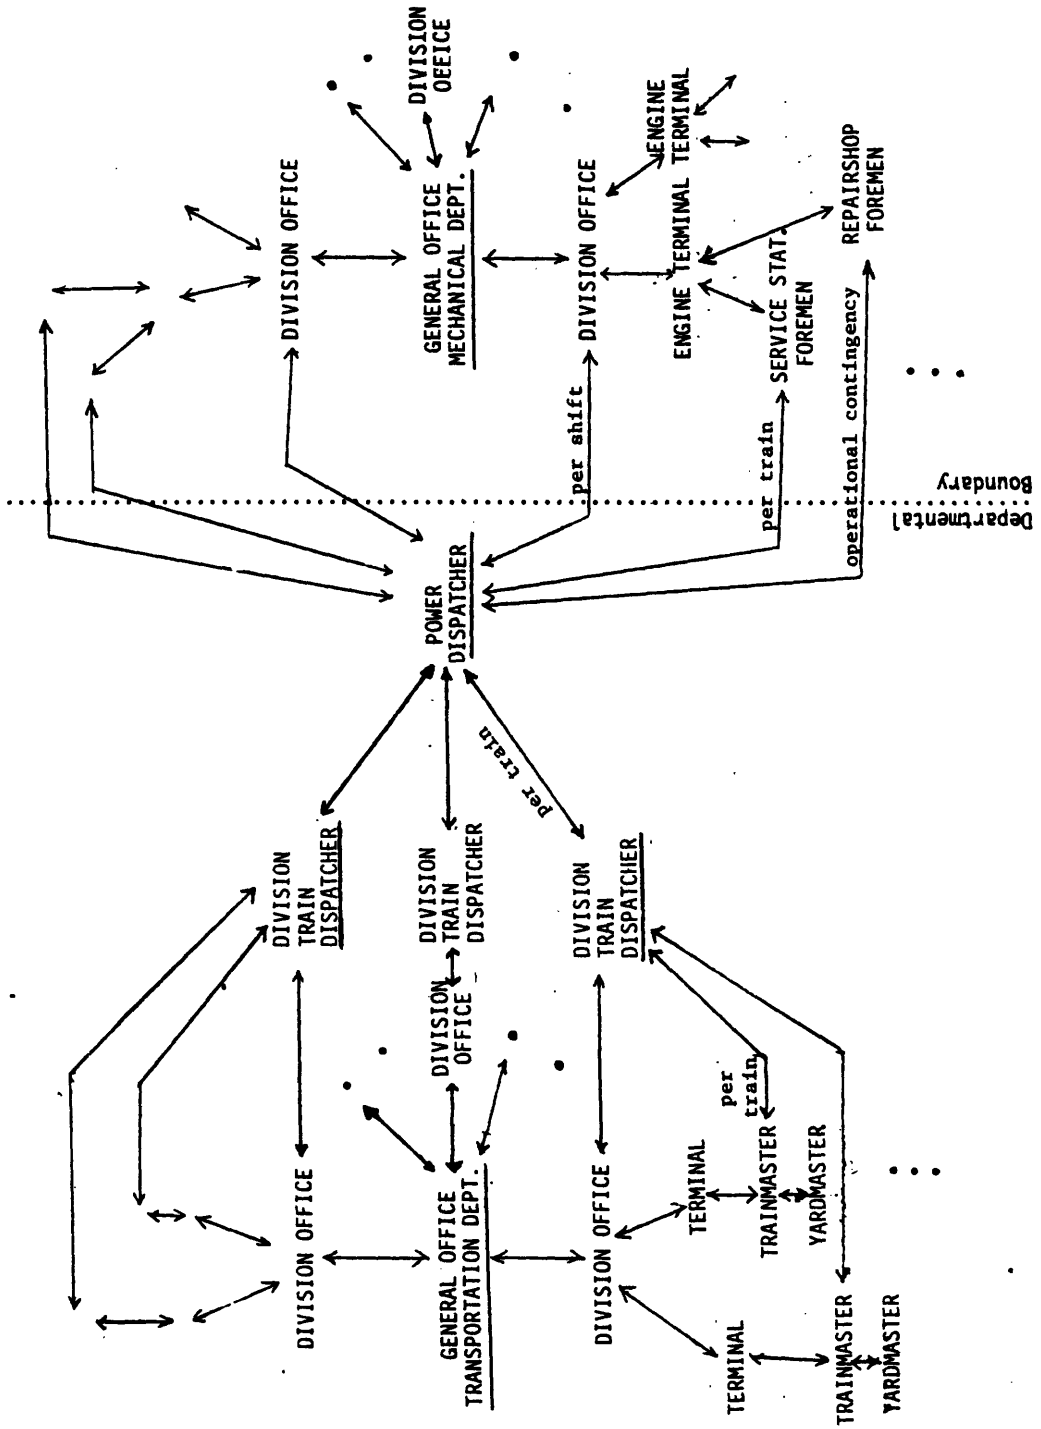 DIVISION OFFICE
GENERAL OFFICE
TRANSPORTATION DEPT.
DIVISION OFFICE
TERMINAL
TRAINMASTER
YARDMASTER
TERMINAL
TRAINMASTER
YARDMASTER
per
train
DIVISION
OFFICE
DIVISION
TRAIN
DISPATCHER
DIVISION
TRAIN
DISPATCHER
DIVISION
TRAIN
DISPATCHER
per train
POWER
DISPATCHER
Departmental
Boundary
per shift
per train
operational contingency
DIVISION OFFICE
GENERAL OFFICE
MECHANICAL DEPT.
DIVISION
OEEICE
DIVISION OFFICE
ENGINE TERMINAL
ENGINE
TERMINAL
SERVICE STAT.
FOREMEN
REPAIRSHOP
FOREMEN